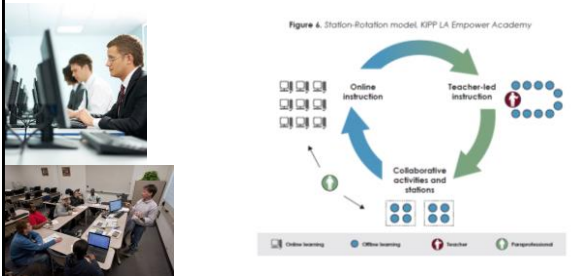 Figure 6. Station-Rotation model, KIPP LA Empower Academy
Online
instruction
Teacher-led
instruction
Collaborative
activities and
stations
Online learning
Offline learning
Teacher
Paraprofessional